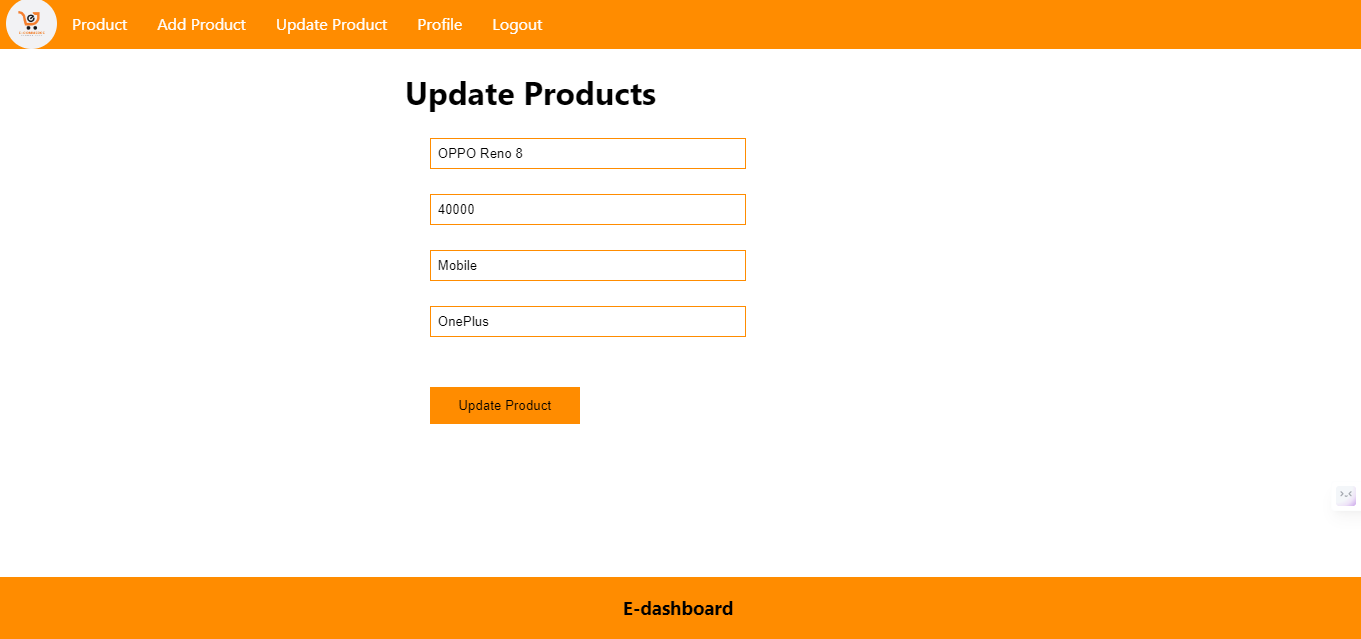 Product Add Product Update Product Profile Logout
Update Products
OPPO Reno 8
40000
Mobile
OnePlus
Update Product
E-dashboard